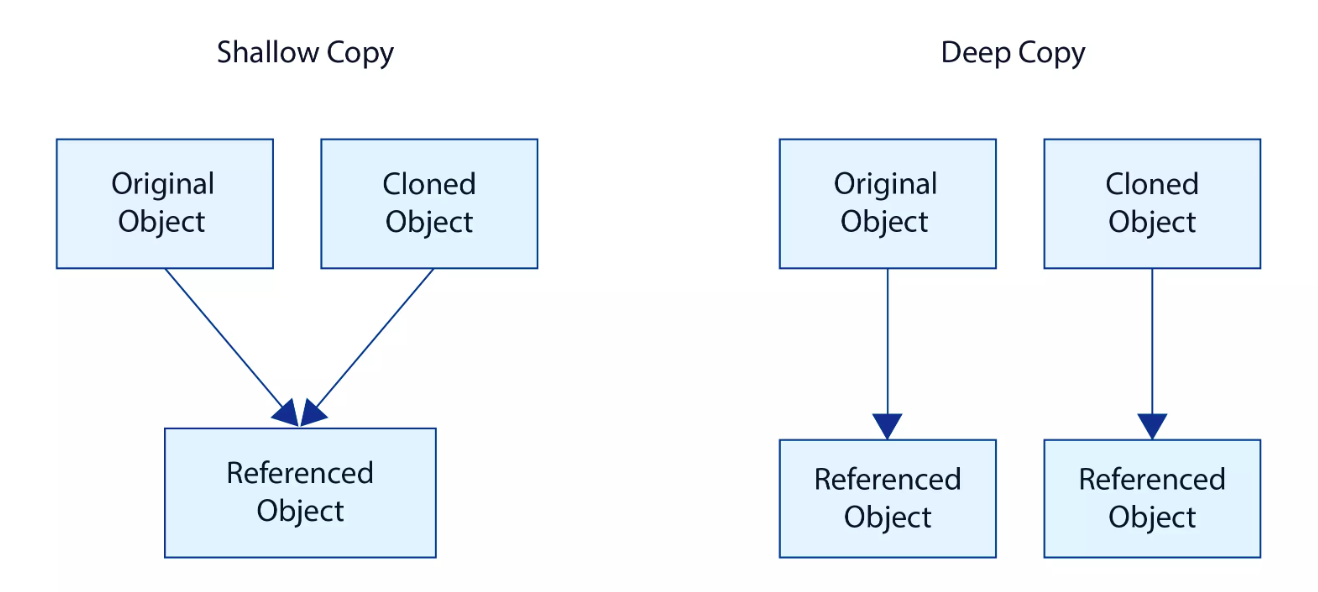 Shallow Copy
Original
Object
Cloned
Object
Referenced
Object
Deep Copy
Original
Object
Cloned
Object
Referenced
Object
Referenced
Object